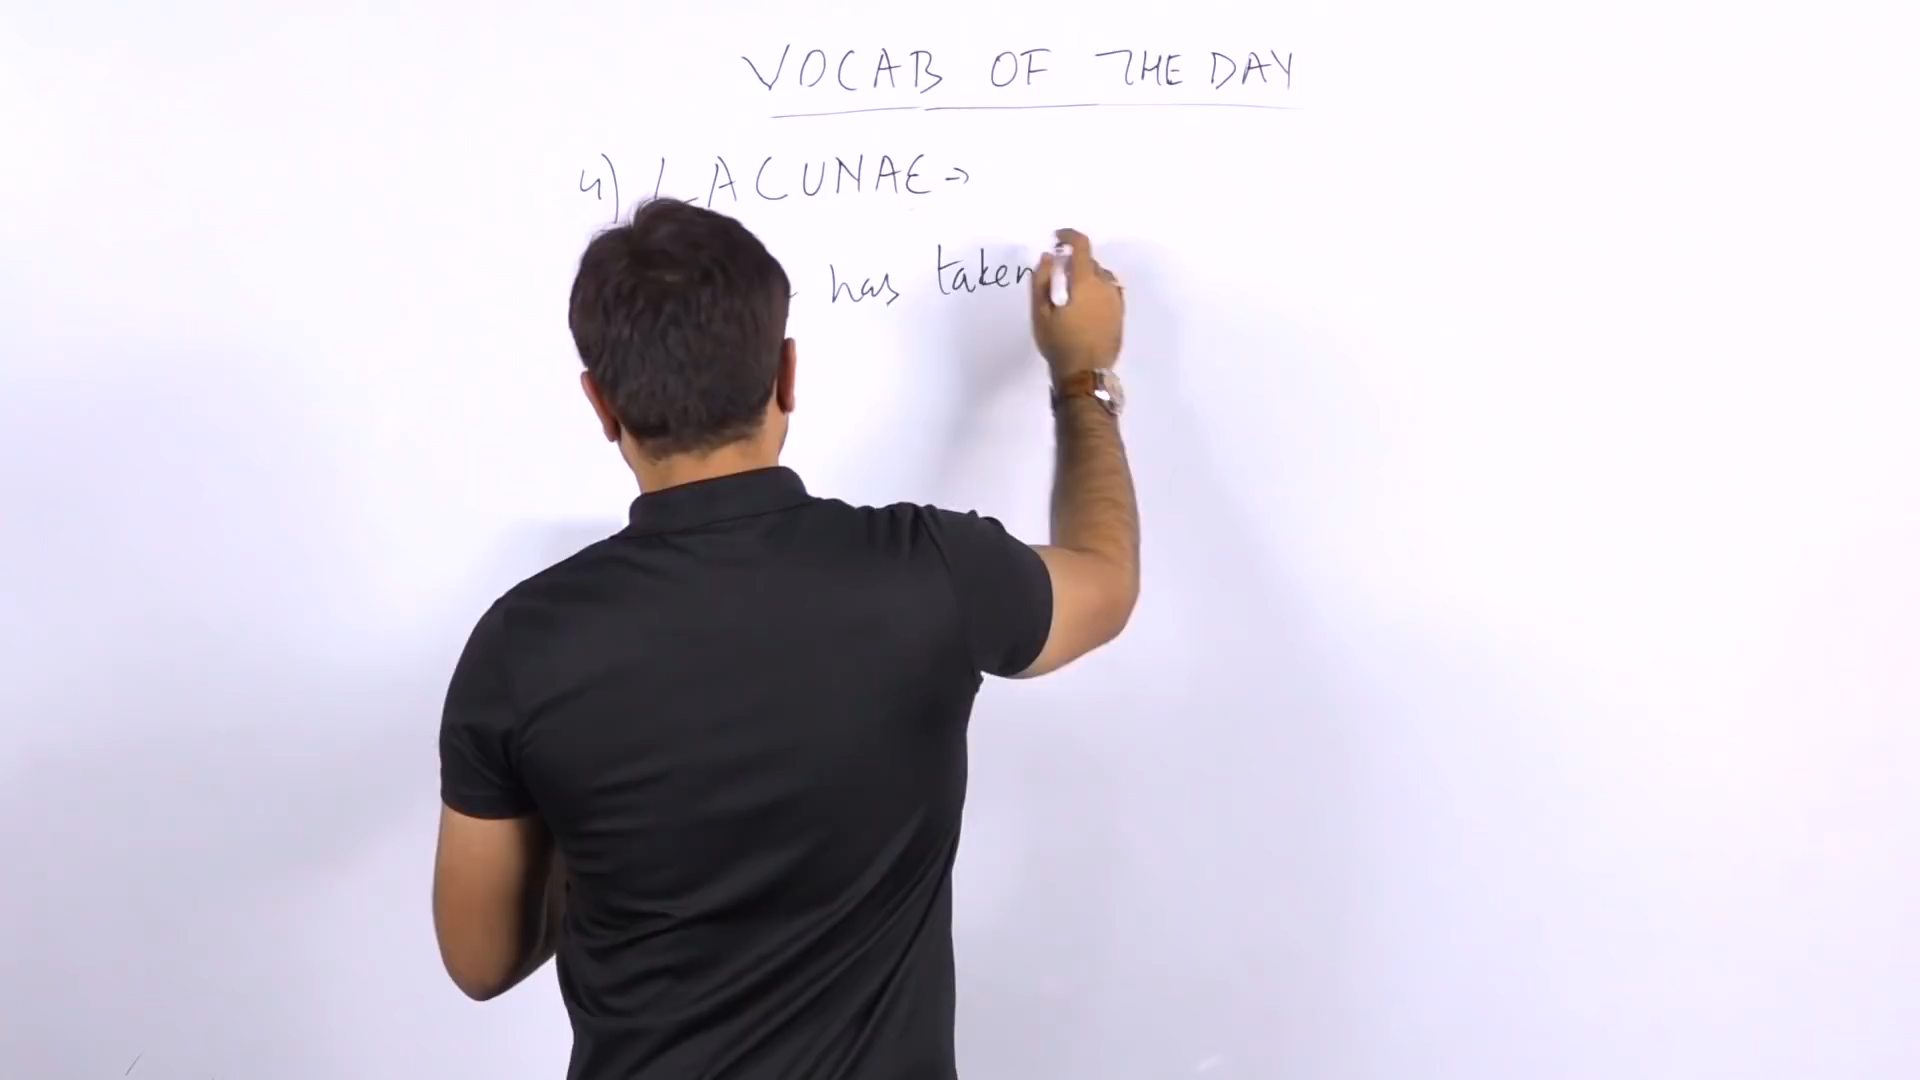 VOCAB OF THE DAY
4) LACUNAE →
has taken